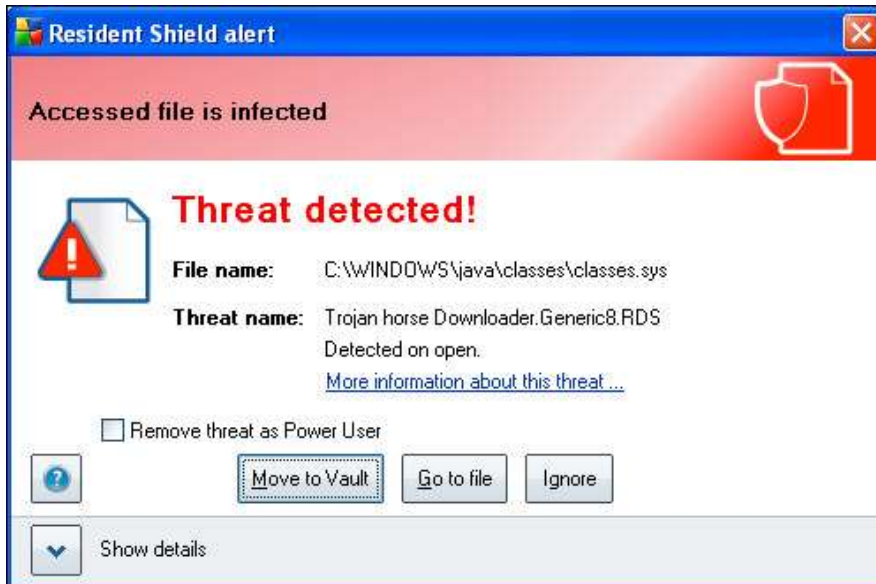 Resident Shield alert
Accessed file is infected
Threat detected!
File name: C:\WINDOWS\java\classes\classes.sys
Threat name: Trojan horse Downloader.Generic8.RDS
Detected on open.
More information about this threat ...
Remove threat as Power User
? Move to Vault Go to file Ignore
Show details